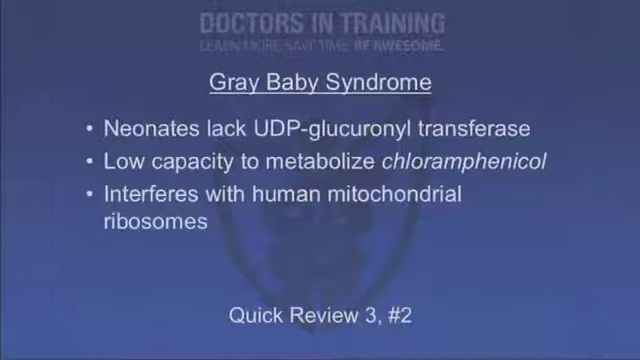 DOCTORS IN TRAINING
LEARN MORE. SAVE TIME. BE AWESOME.
Gray Baby Syndrome
• Neonates lack UDP-glucuronyl transferase
• Low capacity to metabolize chloramphenicol
• Interferes with human mitochondrial
ribosomes
Quick Review 3, #2